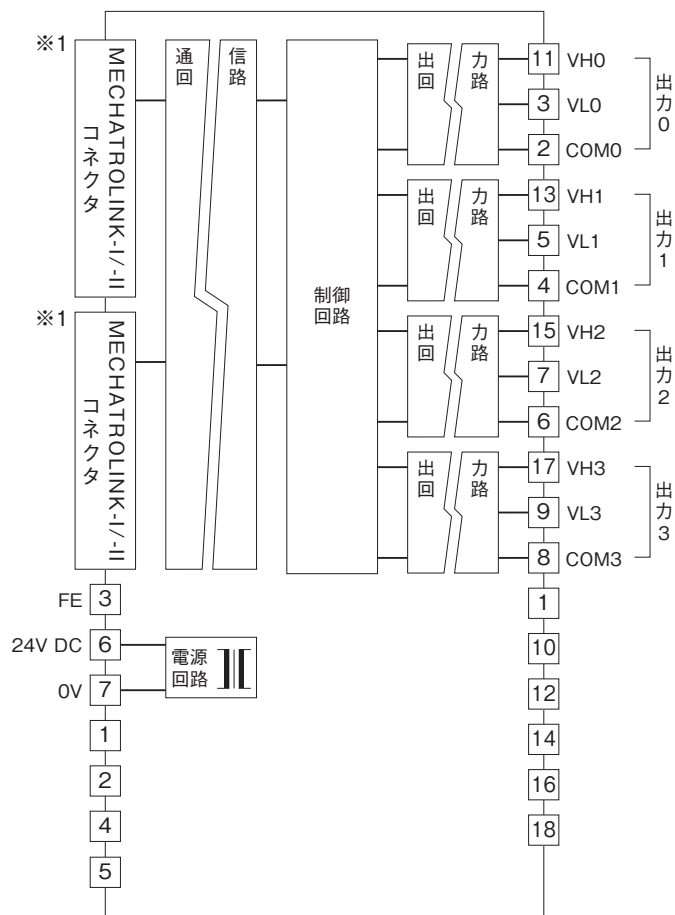 ※1
MECHATROLINK-I/-II
コネクタ
※1
MECHATROLINK-I/-II
コネクタ
通信
回路
制御
回路
出力
回路
11 VH0
3 VL0
2 COM0
出力0
出力
回路
13 VH1
5 VL1
4 COM1
出力1
出力
回路
15 VH2
7 VL2
6 COM2
出力2
出力
回路
17 VH3
9 VL3
8 COM3
出力3
1
10
12
14
16
18
FE 3
24V DC 6
0V 7
電源
回路
1
2
4
5